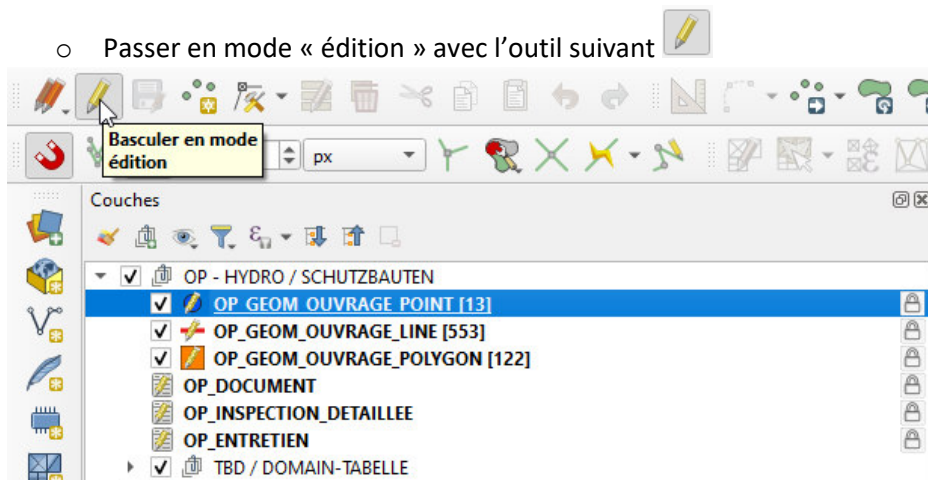 o Passer en mode « édition » avec l’outil suivant
Basculer en mode
édition
px
Couches
OP - HYDRO / SCHUTZBAUTEN
OP_GEOM_OUVRAGE_POINT [13]
OP_GEOM_OUVRAGE_LINE [553]
OP_GEOM_OUVRAGE_POLYGON [122]
OP_DOCUMENT
OP_INSPECTION_DETAILLEE
OP_ENTRETIEN
TBD / DOMAIN-TABELLE